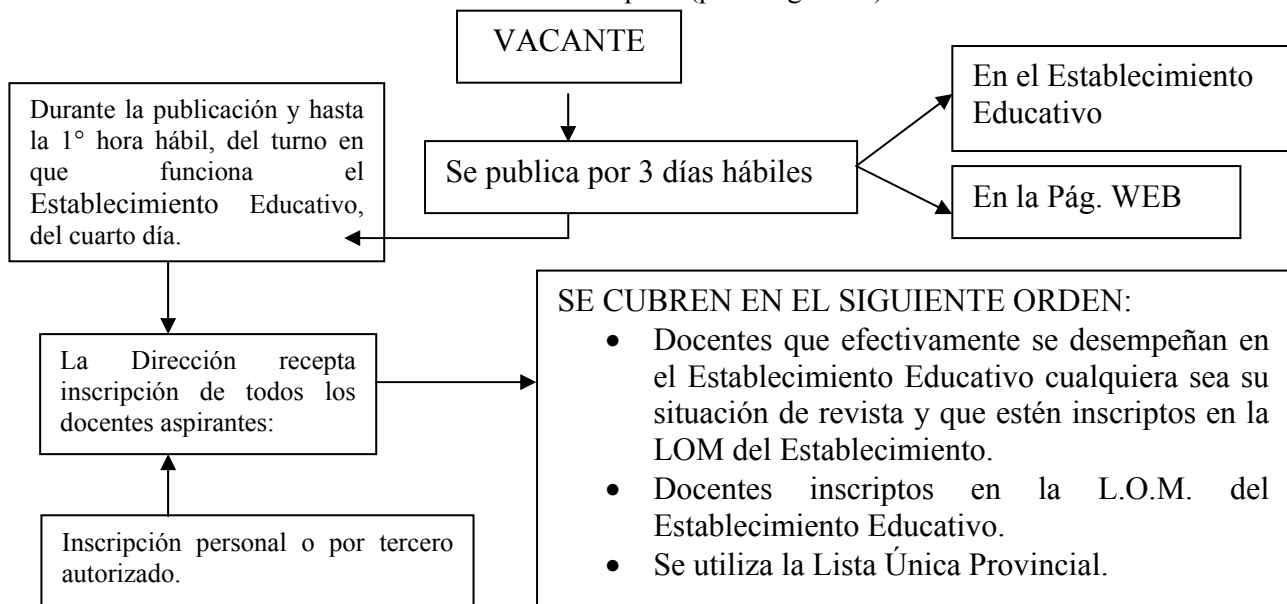 VACANTE
En el Establecimiento
Educativo
Durante la publicación y hasta
la 1° hora hábil, del turno en
que funciona el
Establecimiento Educativo,
del cuarto día.
Se publica por 3 días hábiles
En la Pág. WEB
La Dirección recepta
inscripción de todos los
docentes aspirantes:
SE CUBREN EN EL SIGUIENTE ORDEN:
• Docentes que efectivamente se desempeñan en
el Establecimiento Educativo cualquiera sea su
situación de revista y que estén inscriptos en la
LOM del Establecimiento.
• Docentes inscriptos en la L.O.M. del
Establecimiento Educativo.
• Se utiliza la Lista Única Provincial.
Inscripción personal o por tercero
autorizado.